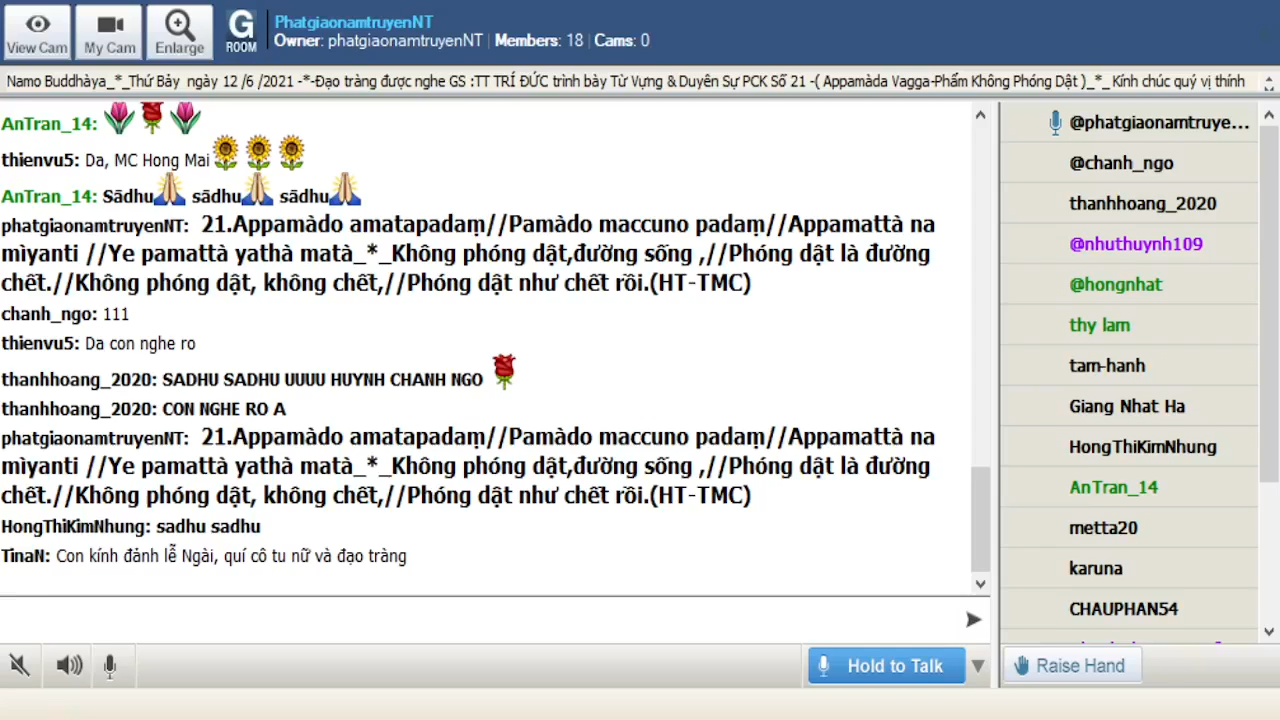 View Cam
My Cam
Enlarge
G
ROOM
PhatgiaonamtruyenNT
Owner: phatgiaonamtruyenNT | Members: 18 | Cams: 0
Namo Buddhàya_*_Thứ Bảy ngày 12 /6 /2021 -*-Đạo tràng được nghe GS :TT TRÍ ĐỨC trình bày Từ Vựng & Duyên Sự PCK Số 21 -( Appamàda Vagga-Phẩm Không Phóng Dật )_*_Kính chúc quý vị thính
AnTran_14:
thienvu5: Da, MC Hong Mai
AnTran_14: Sādhu sādhu sādhu
phatgiaonamtruyenNT: 21.Appamàdo amatapadaṃ//Pamàdo maccuno padaṃ//Appamattà na
mìyanti //Ye pamattà yathà matà_*_Không phóng dật,đường sống ,//Phóng dật là đường
chết.//Không phóng dật, không chết,//Phóng dật như chết rồi.(HT-TMC)
chanh_ngo: 111
thienvu5: Da con nghe ro
thanhhoang_2020: SADHU SADHU UUUU HUYNH CHANH NGO
thanhhoang_2020: CON NGHE RO A
phatgiaonamtruyenNT: 21.Appamàdo amatapadaṃ//Pamàdo maccuno padaṃ//Appamattà na
mìyanti //Ye pamattà yathà matà_*_Không phóng dật,đường sống ,//Phóng dật là đường
chết.//Không phóng dật, không chết,//Phóng dật như chết rồi.(HT-TMC)
HongThiKimNhung: sadhu sadhu
TinaN: Con kính đảnh lễ Ngài, quí cô tu nữ và đạo tràng
@phatgiaonamtruye...
@chanh_ngo
thanhhoang_2020
@nhuthuynh109
@hongnhat
thy lam
tam-hanh
Giang Nhat Ha
HongThiKimNhung
AnTran_14
metta20
karuna
CHAUPHAN54
Hold to Talk
Raise Hand